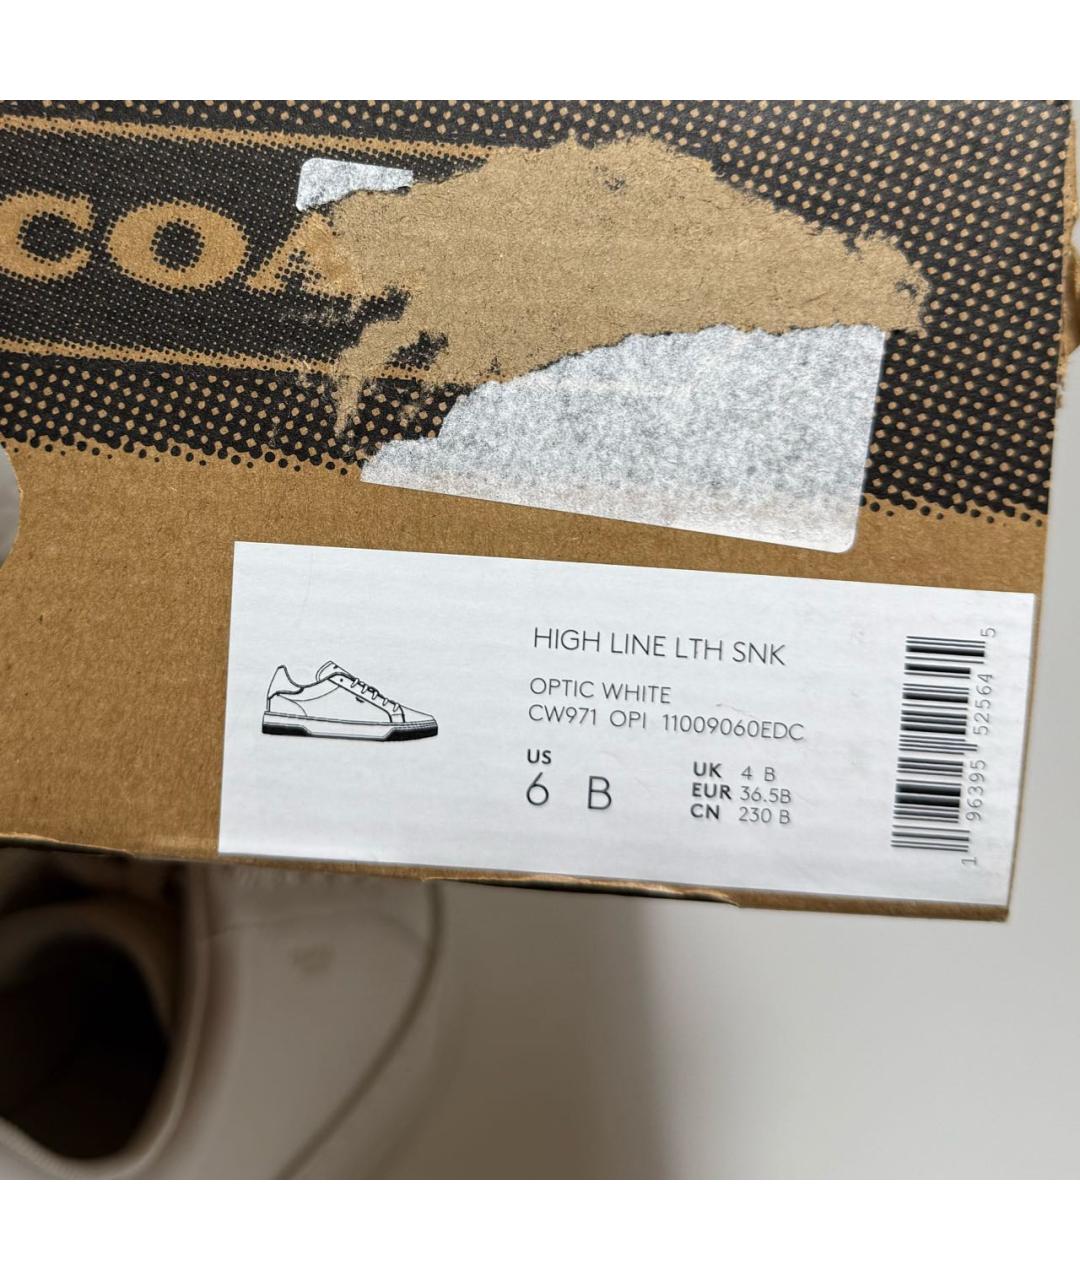 COA
HIGH LINE LTH SNK
OPTIC WHITE
CW971 OPI 11009060EDC
US
6 B
UK 4 B
EUR 36.5B
CN 230 B
1 96395 52564 5